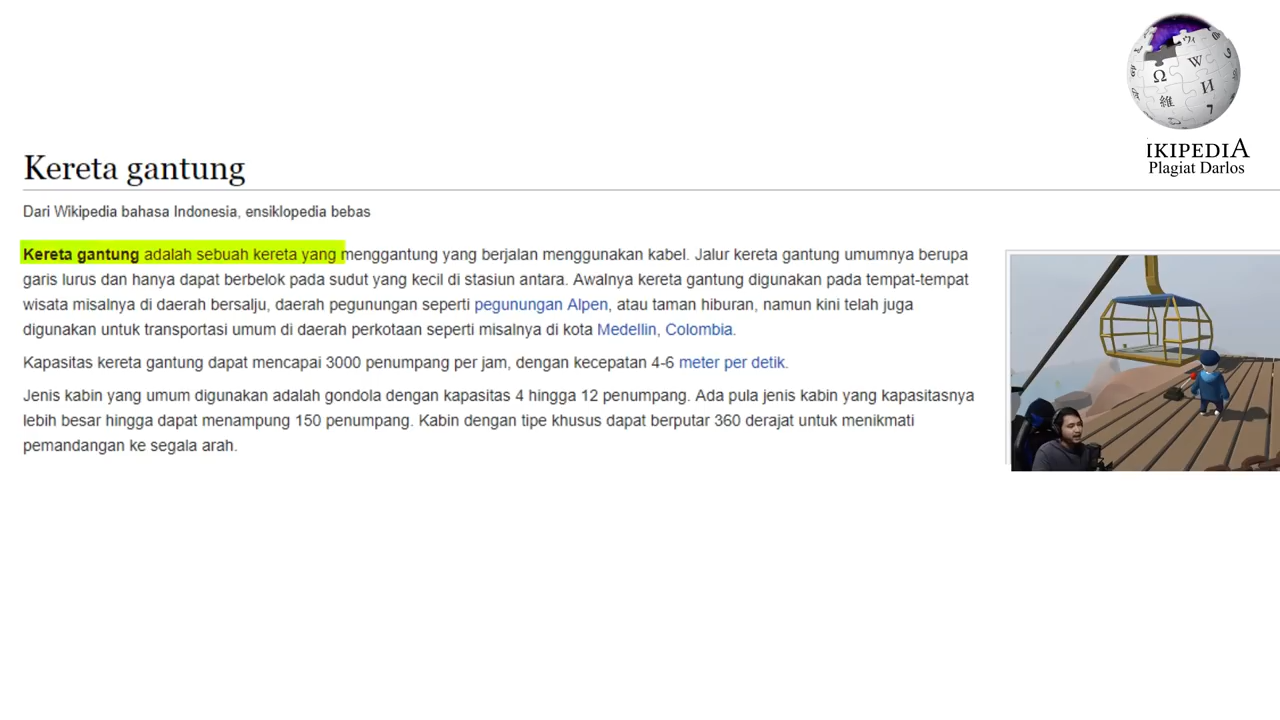 IKIPEDIA
Plagiat Darlos
Kereta gantung
Dari Wikipedia bahasa Indonesia, ensiklopedia bebas
Kereta gantung adalah sebuah kereta yang menggantung yang berjalan menggunakan kabel. Jalur kereta gantung umumnya berupa
garis lurus dan hanya dapat berbelok pada sudut yang kecil di stasiun antara. Awalnya kereta gantung digunakan pada tempat-tempat
wisata misalnya di daerah bersalju, daerah pegunungan seperti pegunungan Alpen, atau taman hiburan, namun kini telah juga
digunakan untuk transportasi umum di daerah perkotaan seperti misalnya di kota Medellin, Colombia.
Kapasitas kereta gantung dapat mencapai 3000 penumpang per jam, dengan kecepatan 4-6 meter per detik.
Jenis kabin yang umum digunakan adalah gondola dengan kapasitas 4 hingga 12 penumpang. Ada pula jenis kabin yang kapasitasnya
lebih besar hingga dapat menampung 150 penumpang. Kabin dengan tipe khusus dapat berputar 360 derajat untuk menikmati
pemandangan ke segala arah.